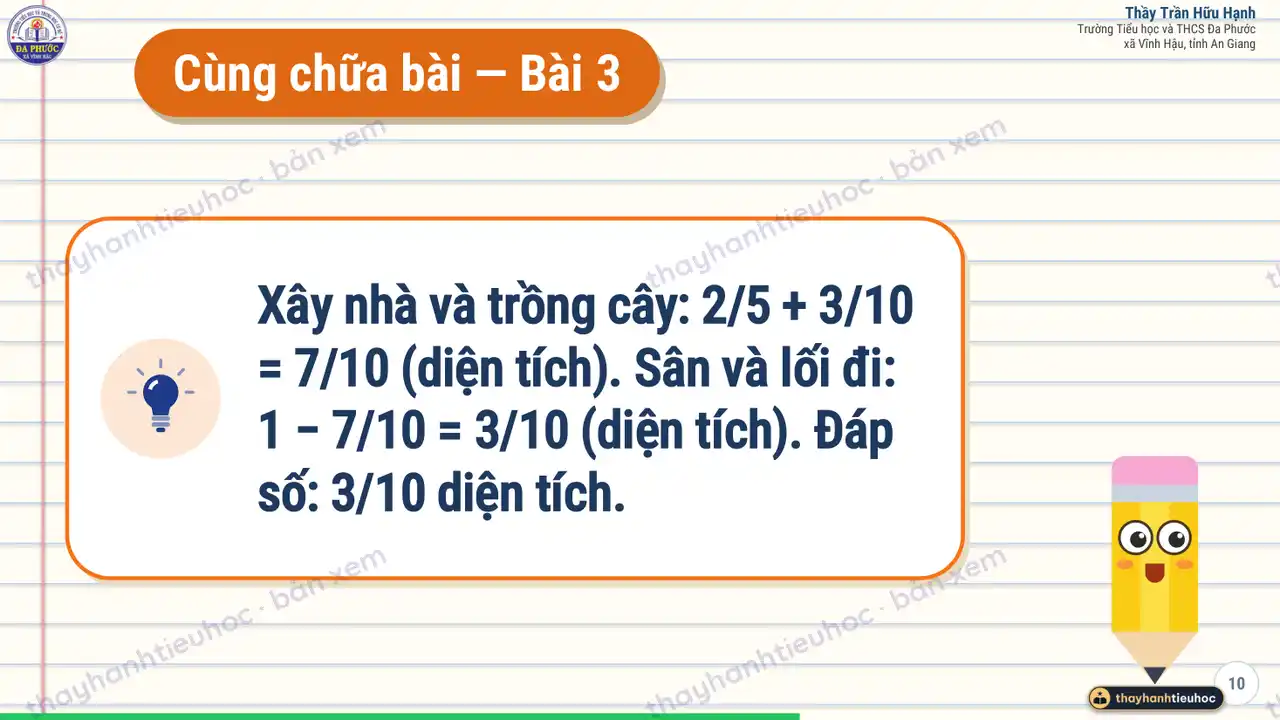 Thầy Trần Hữu Hạnh
Trường Tiểu học và THCS Đa Phước
xã Vĩnh Hậu, tỉnh An Giang
ĐA PHƯỚC
Cùng chữa bài – Bài 3
Xây nhà và trồng cây: 2/5 + 3/10
= 7/10 (diện tích). Sân và lối đi:
1 − 7/10 = 3/10 (diện tích). Đáp
số: 3/10 diện tích.
thayhanhtieuhoc · bản xem
thayhanhtieuhoc · bản xem
thayhanhtieuhoc · bản xem
thayhanhtieuhoc · bản xem
thayhanhtieuhoc
10